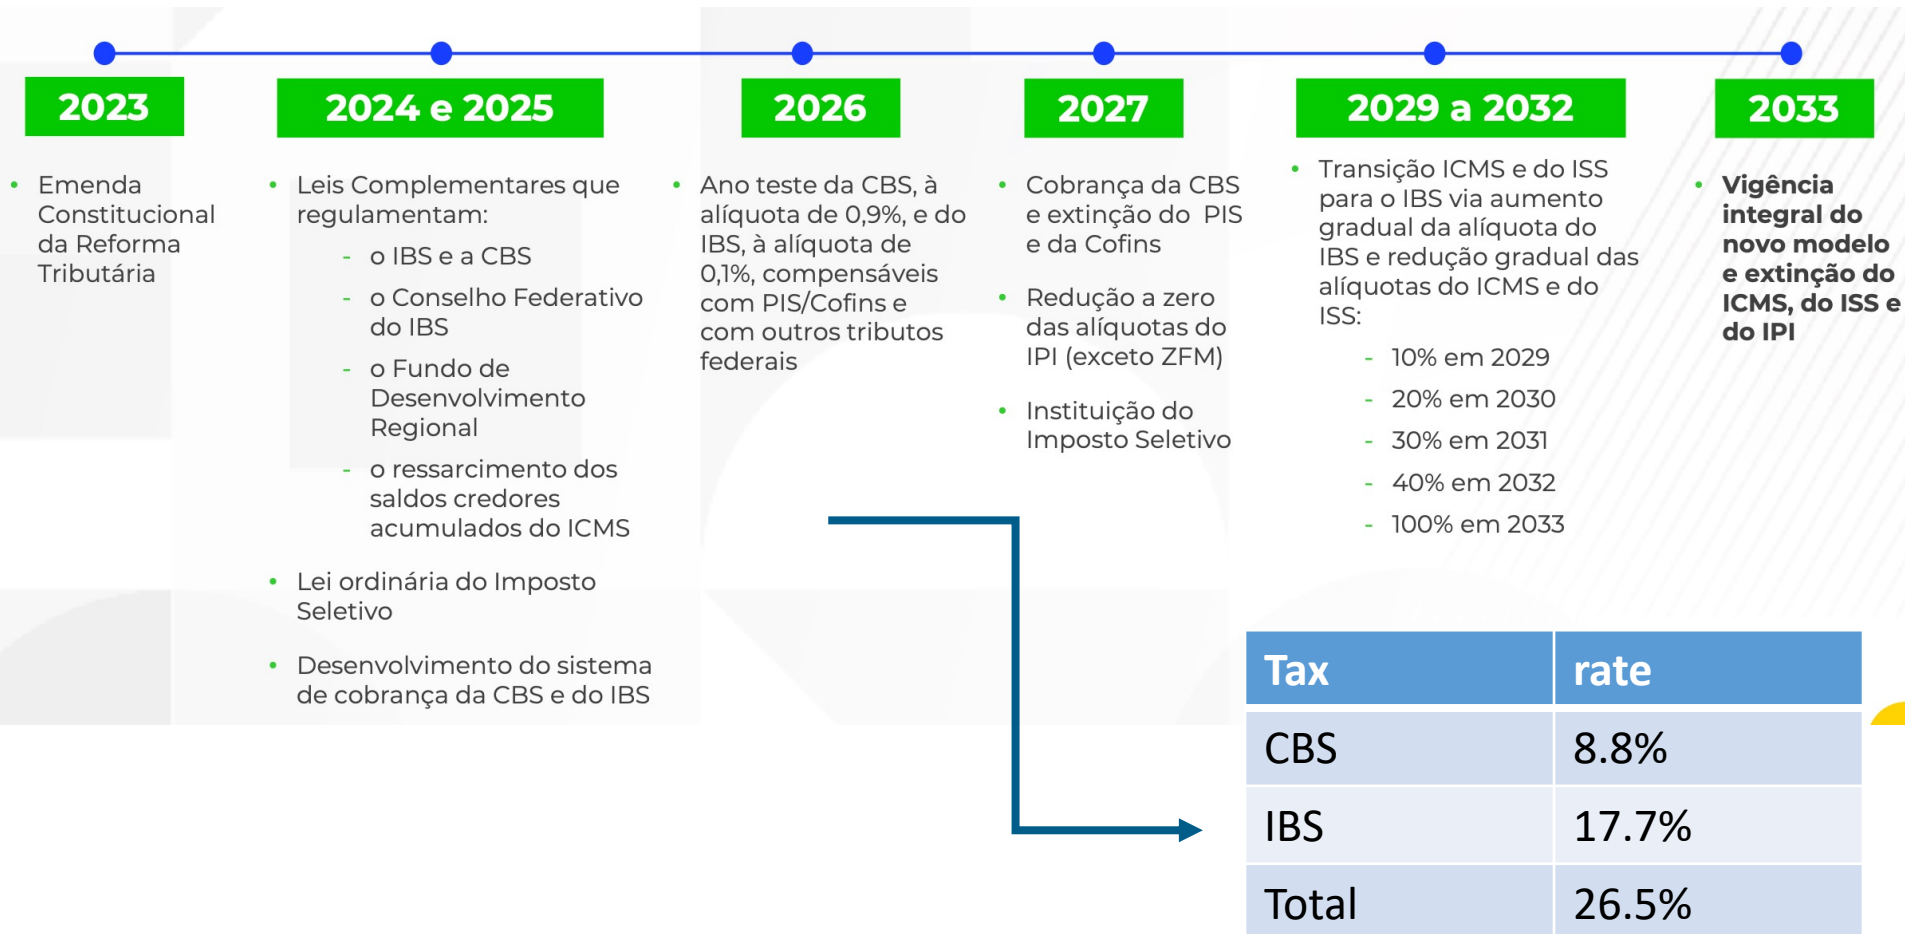 2023
• Emenda
Constitucional
da Reforma
Tributária
2024 e 2025
• Leis Complementares que
regulamentam:
- o IBS e a CBS
- o Conselho Federativo
do IBS
- o Fundo de
Desenvolvimento
Regional
- o ressarcimento dos
saldos credores
acumulados do ICMS
• Lei ordinária do Imposto
Seletivo
• Desenvolvimento do sistema
de cobrança da CBS e do IBS
2026
• Ano teste da CBS, à
alíquota de 0,9%, e do
IBS, à alíquota de
0,1%, compensáveis
com PIS/Cofins e
com outros tributos
federais
2027
• Cobrança da CBS
e extinção do PIS
e da Cofins
• Redução a zero
das alíquotas do
IPI (exceto ZFM)
• Instituição do
Imposto Seletivo
2029 a 2032
• Transição ICMS e do ISS
para o IBS via aumento
gradual da alíquota do
IBS e redução gradual das
alíquotas do ICMS e do
ISS:
- 10% em 2029
- 20% em 2030
- 30% em 2031
- 40% em 2032
- 100% em 2033
2033
• Vigência
integral do
novo modelo
e extinção do
ICMS, do ISS e
do IPI
Tax rate
CBS 8.8%
IBS 17.7%
Total 26.5%